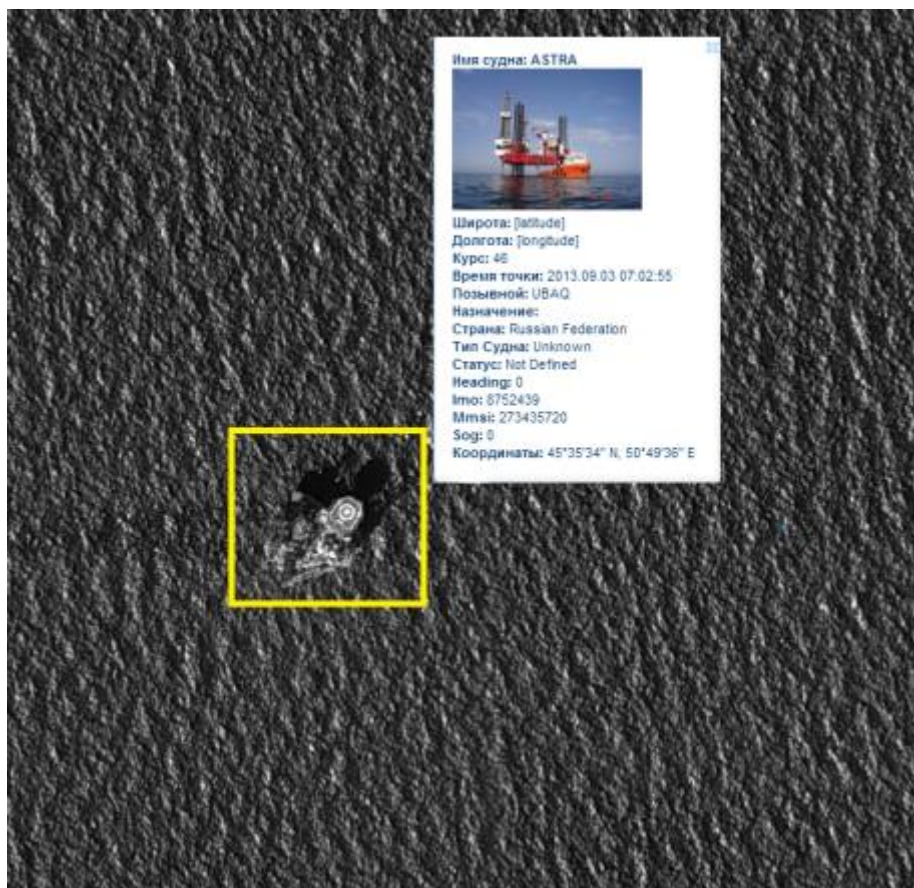 Имя судна: ASTRA
Широта: [latitude]
Долгота: [longitude]
Курс: 46
Время точки: 2013.09.03 07:02:55
Позывной: UBAQ
Назначение:
Страна: Russian Federation
Тип Судна: Unknown
Статус: Not Defined
Heading: 0
Imo: 8752439
Mmsi: 273435720
Sog: 0
Координаты: 45°35'34" N, 50°49'36" E